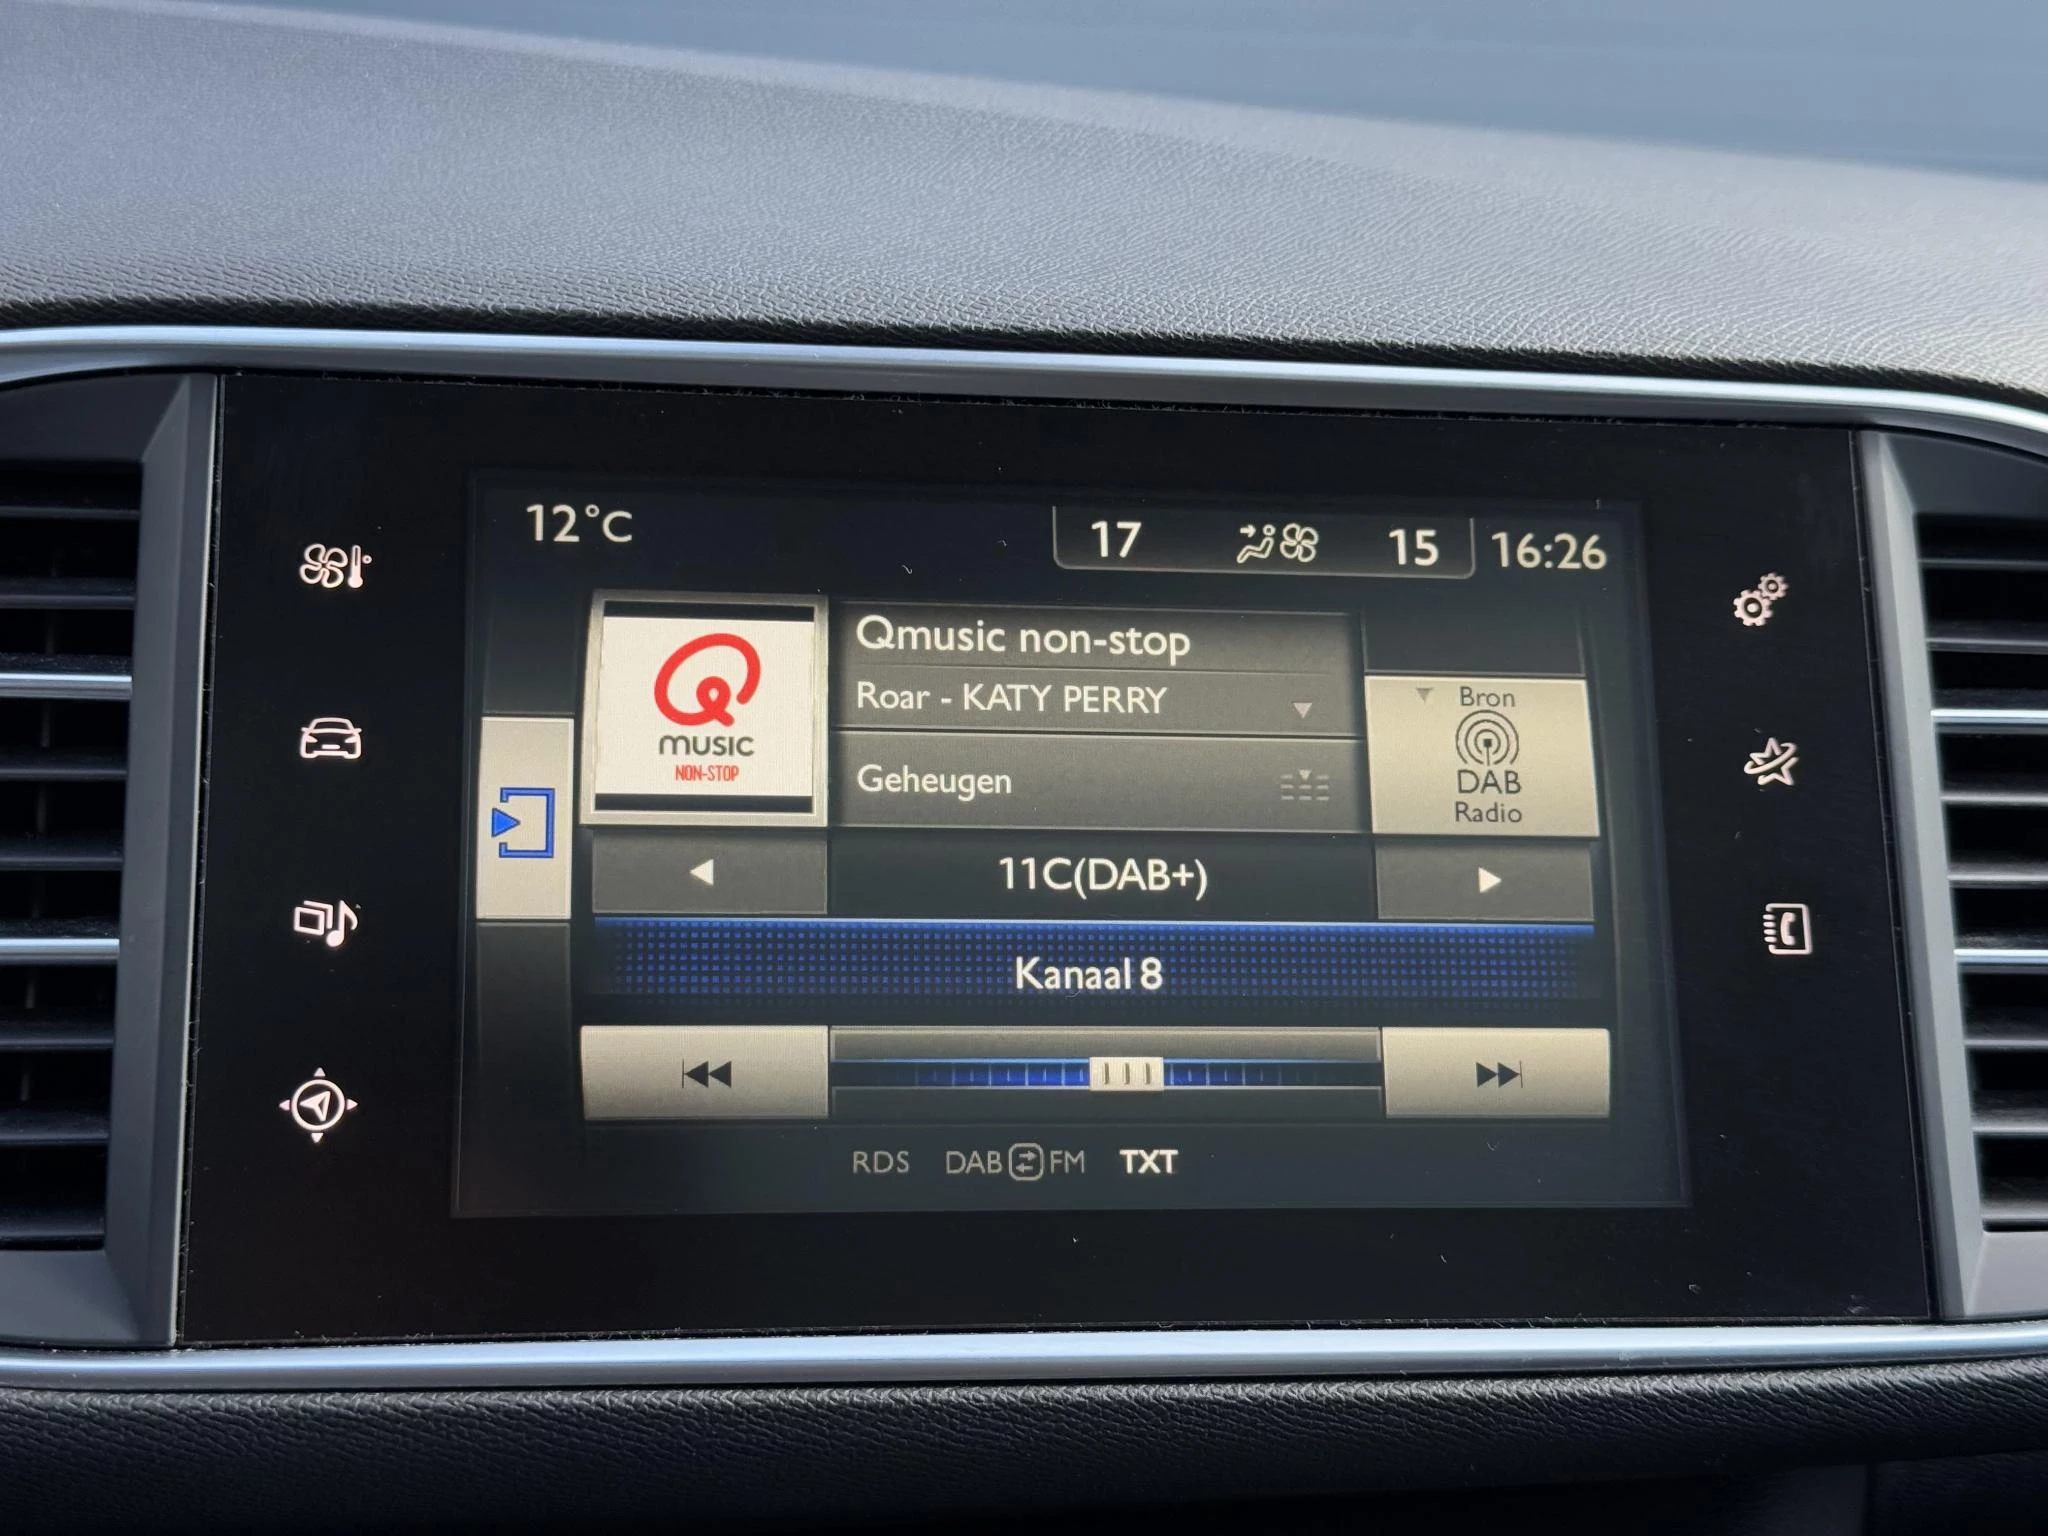 12°C
17
15
16:26
Q
music
NON-STOP
Qmusic non-stop
Roar - KATY PERRY
Geheugen
Bron
DAB
Radio
11C(DAB+)
Kanaal 8
RDS DAB FM TXT